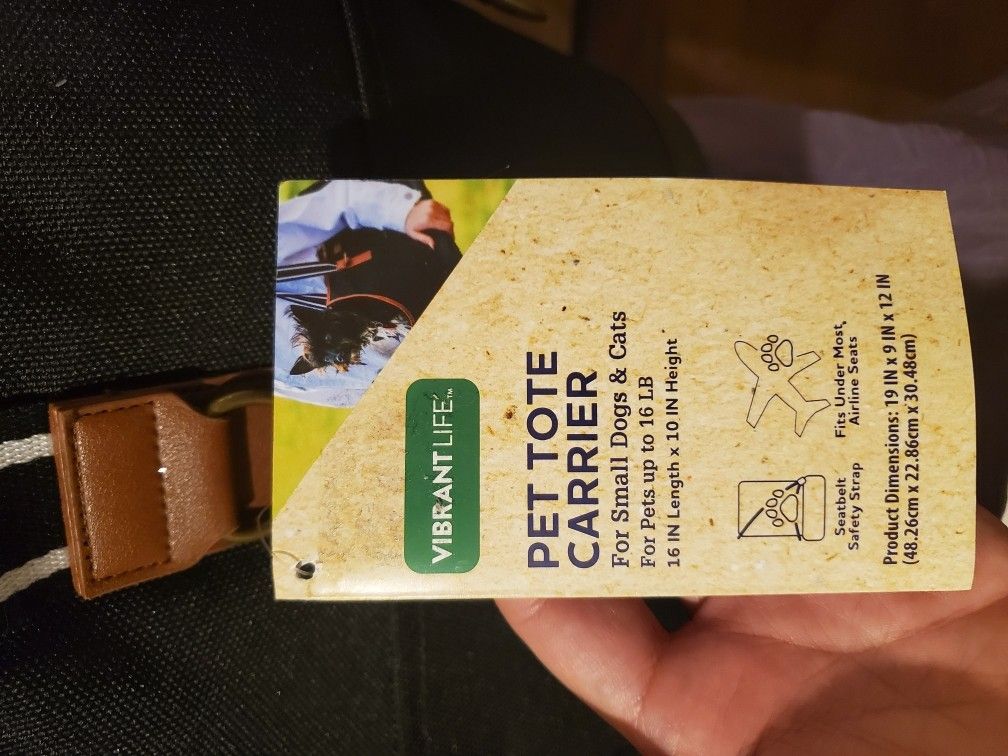 VIBRANT LIFE™
PET TOTE
CARRIER
For Small Dogs & Cats
For Pets up to 16 LB
16 IN Length x 10 IN Height
Seatbelt
Safety Strap
Fits Under Most
Airline Seats
Product Dimensions: 19 IN x 9 IN x 12 IN
(48.26cm x 22.86cm x 30.48cm)